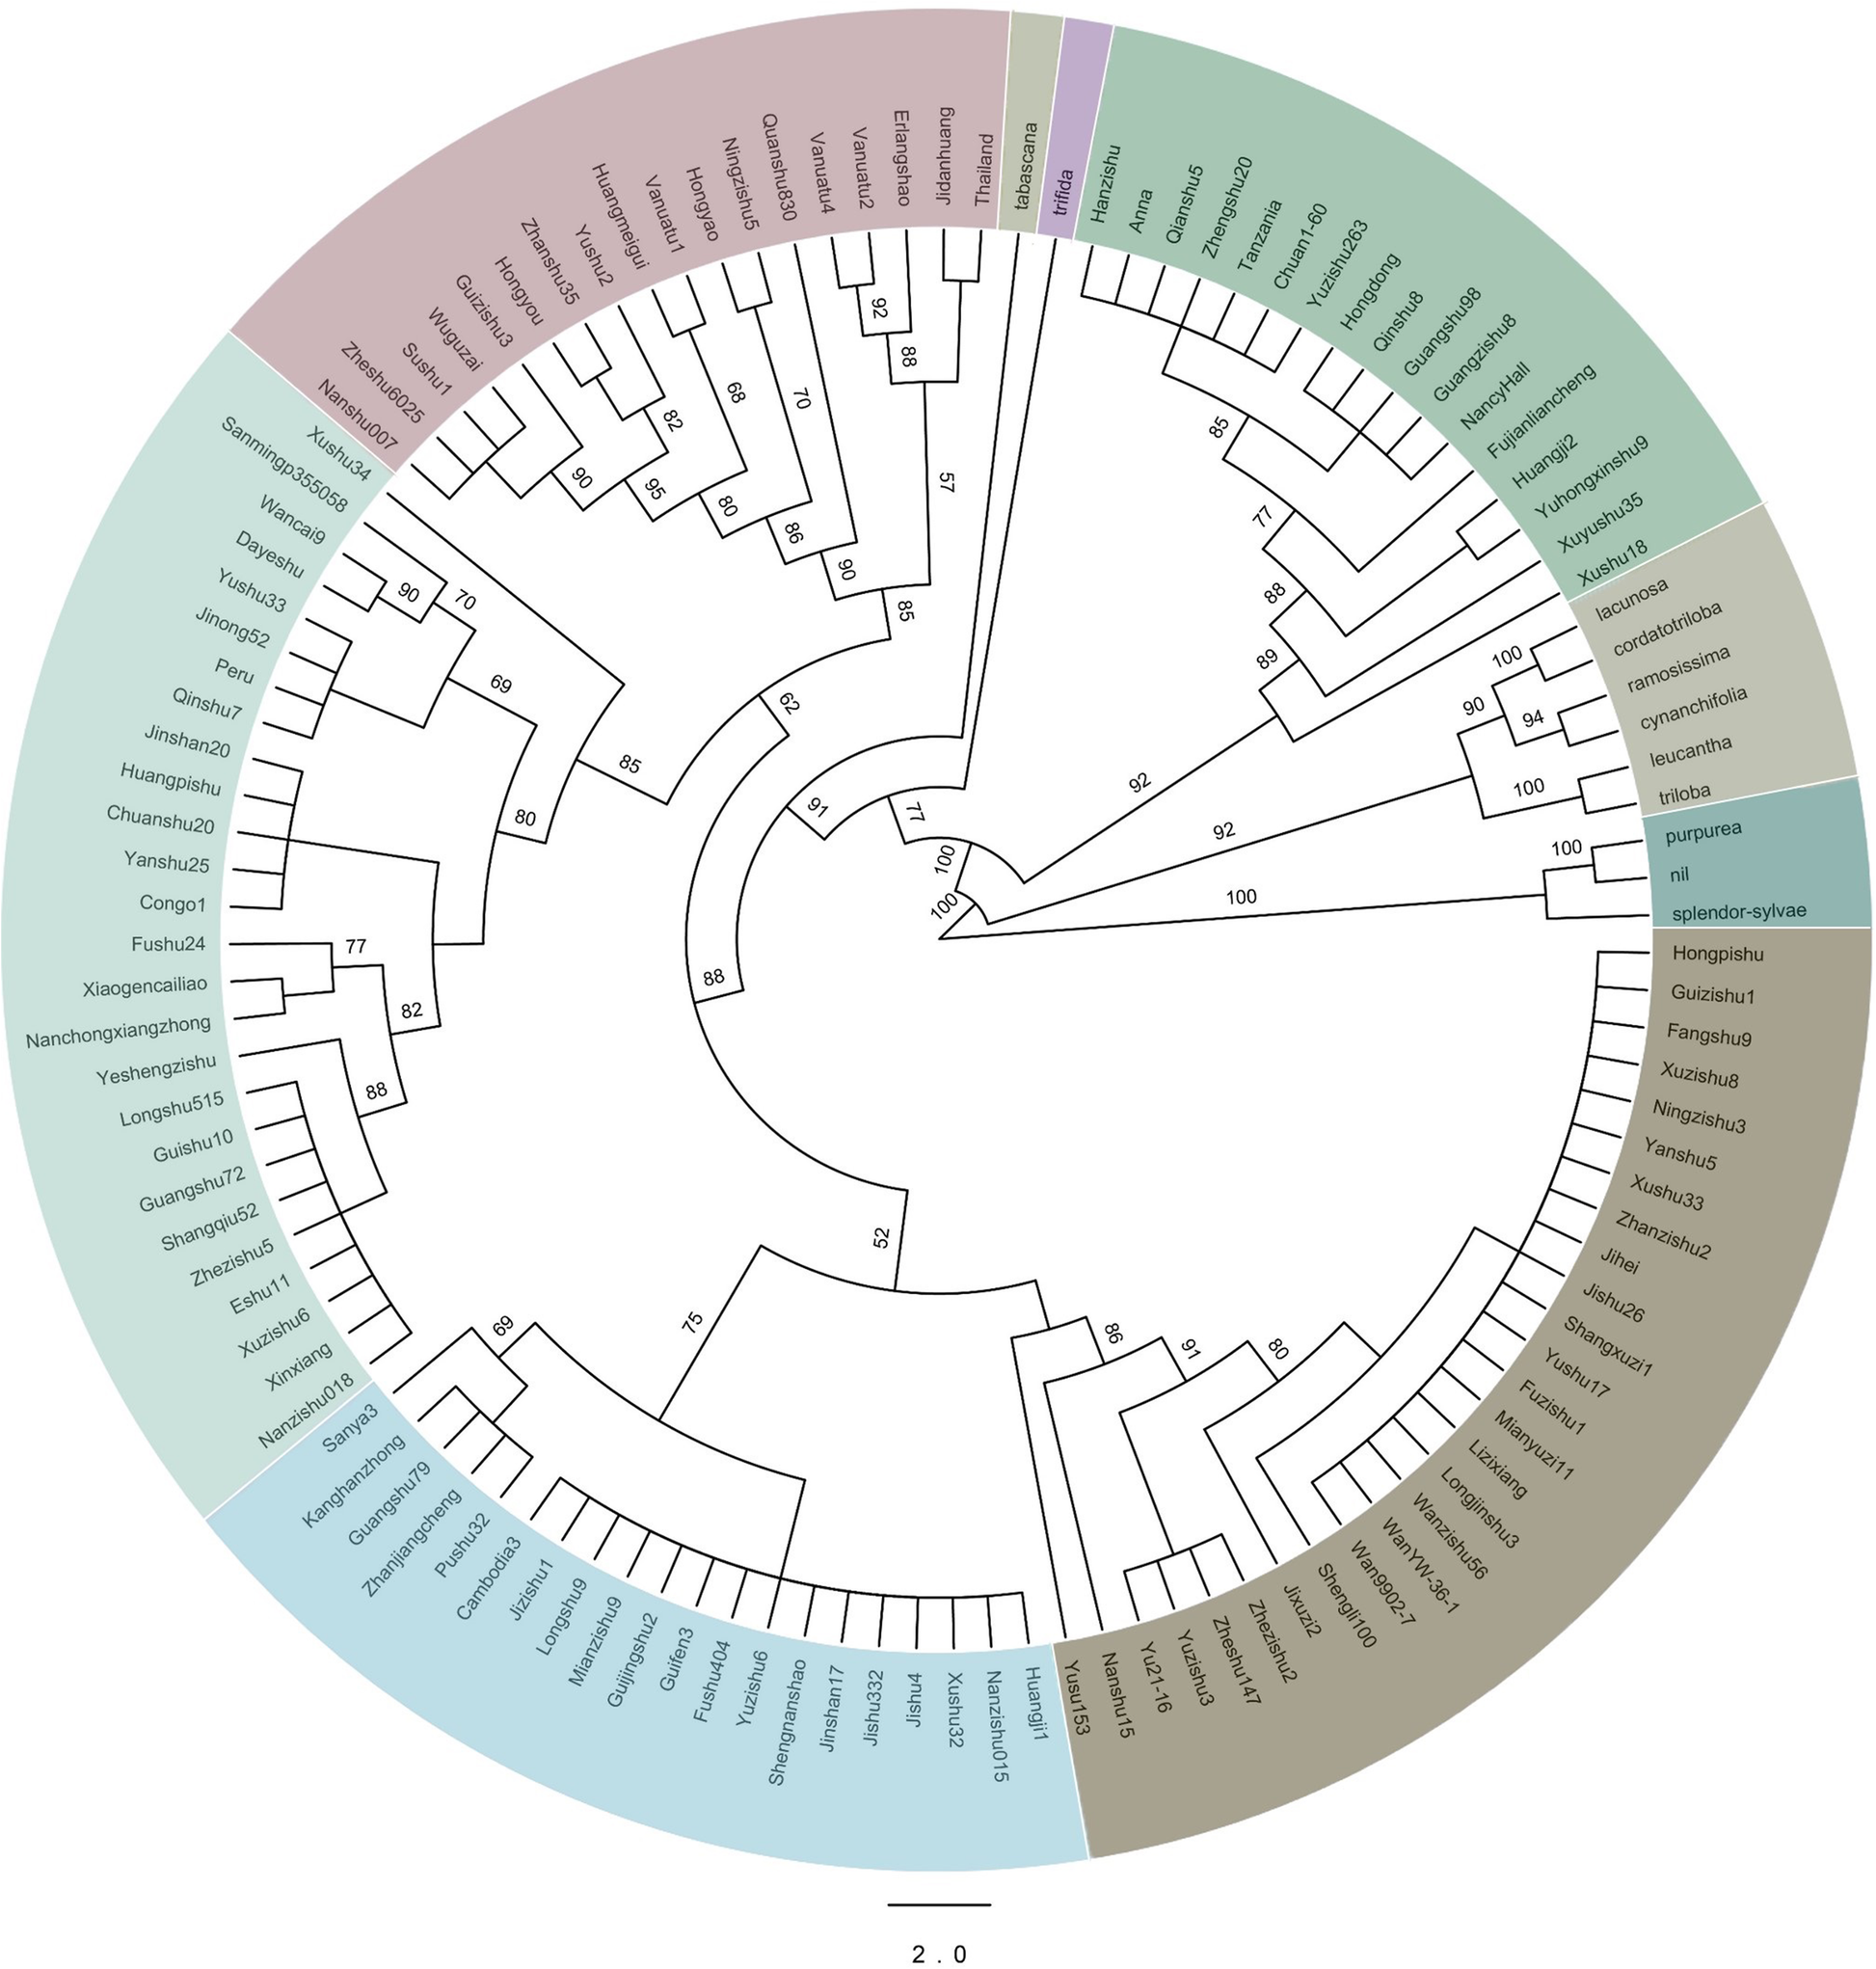 Hanzishu
Anna
Qianshu5
Zhengshu20
Tanzania
Chuan1-60
Yuzishu263
Hongdong
Qinshu8
Guangshu98
Guangzishu8
NancyHall
Fujianliancheng
Huangji2
Yuhongxinshu9
Xuyushu35
Xushu18
lacunosa
cordatotriloba
ramosissima
cynanchifolia
leucantha
triloba
purpurea
nil
splendor-sylvae
Hongpishu
Guizishu1
Fangshu9
Xuzishu8
Ningzishu3
Yanshu5
Xushu33
Zhanzishu2
Jihei
Jishu26
Shangxuzi1
Yushu17
Fuzishu1
Mianyuzi11
Lizixiang
Longjinshu3
Wanzishu56
WanYW-36-1
Wan9902-7
Shengli100
Jixuzi2
Zhezishu2
Zheshu147
Yuzishu3
Yu21-16
Nanshu15
Yusu153
Huangji1
Nanzishu015
Xushu32
Jishu4
Jishu332
Jinshan17
Shengnanshao
Yuzishu6
Fushu404
Guifen3
Guijingshu2
Mianzishu9
Longshu9
Jizishu1
Cambodia3
Pushu32
Zhanjiangcheng
Guangshu79
Kanghanzhong
Sanya3
Nanzishu018
Xinxiang
Xuzishu6
Eshu11
Zhezishu5
Shangqiu52
Guangshu72
Guishu10
Longshu515
Yeshengzishu
Nanchongxiangzhong
Xiaogencailiao
Fushu24
Congo1
Yanshu25
Chuanshu20
Huangpishu
Jinshan20
Qinshu7
Peru
Jinong52
Yushu33
Dayeshu
Wancai9
Sanmingp355058
Xushu34
Nanshu007
Zheshu6025
Sushu1
Wuguzai
Guizishu3
Hongyou
Zhanshu35
Yushu2
Huangmeigui
Vanuatu1
Hongyao
Ningzishu5
Quanshu830
Vanuatu4
Vanuatu2
Erlangshao
Jipianhuang
Thailand
tabascana
trifida
85
77
88
89
92
100
90
94
100
92
100
100
100
100
77
91
88
62
85
57
88
92
90
86
70
80
68
95
90
82
85
80
69
70
90
82
77
88
52
75
69
86
91
80
2 . 0